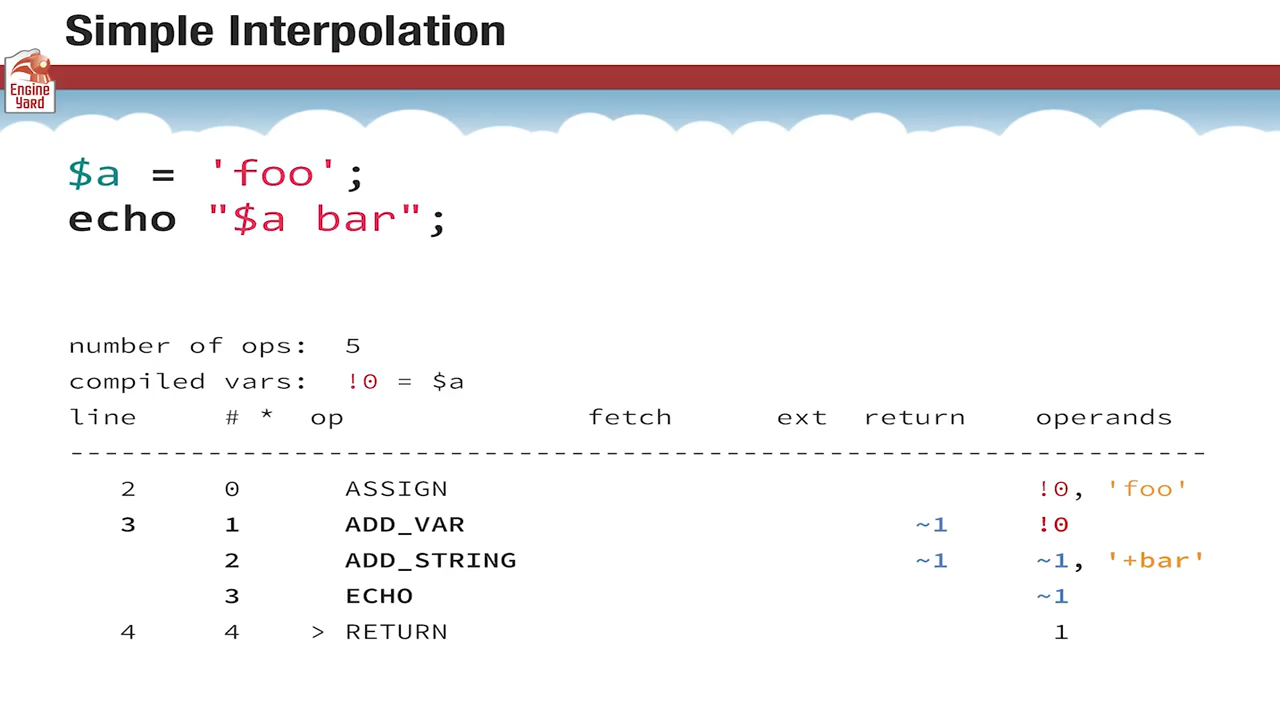 Simple Interpolation
Engine
Yard
$a = 'foo';
echo "$a bar";
number of ops: 5
compiled vars: !0 = $a
line # * op fetch ext return operands
-------------------------------------------------------------------
2 0 ASSIGN !0, 'foo'
3 1 ADD_VAR ~1 !0
2 ADD_STRING ~1 ~1, '+bar'
3 ECHO ~1
4 4 > RETURN 1